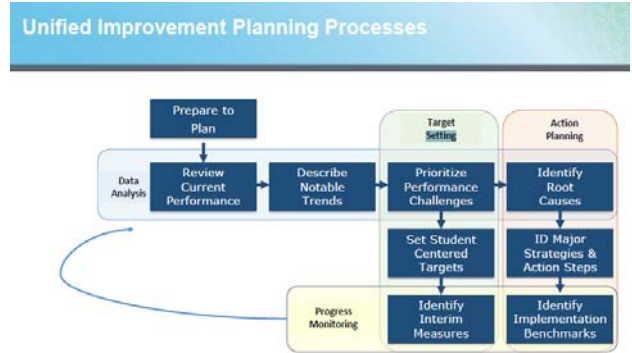 Unified Improvement Planning Processes
Prepare to
Plan
Target
Setting
Action
Planning
Data
Analysis
Review
Current
Performance
Describe
Notable
Trends
Prioritize
Performance
Challenges
Identify
Root
Causes
Set Student
Centered
Targets
ID Major
Strategies &
Action Steps
Progress
Monitoring
Identify
Interim
Measures
Identify
Implementation
Benchmarks